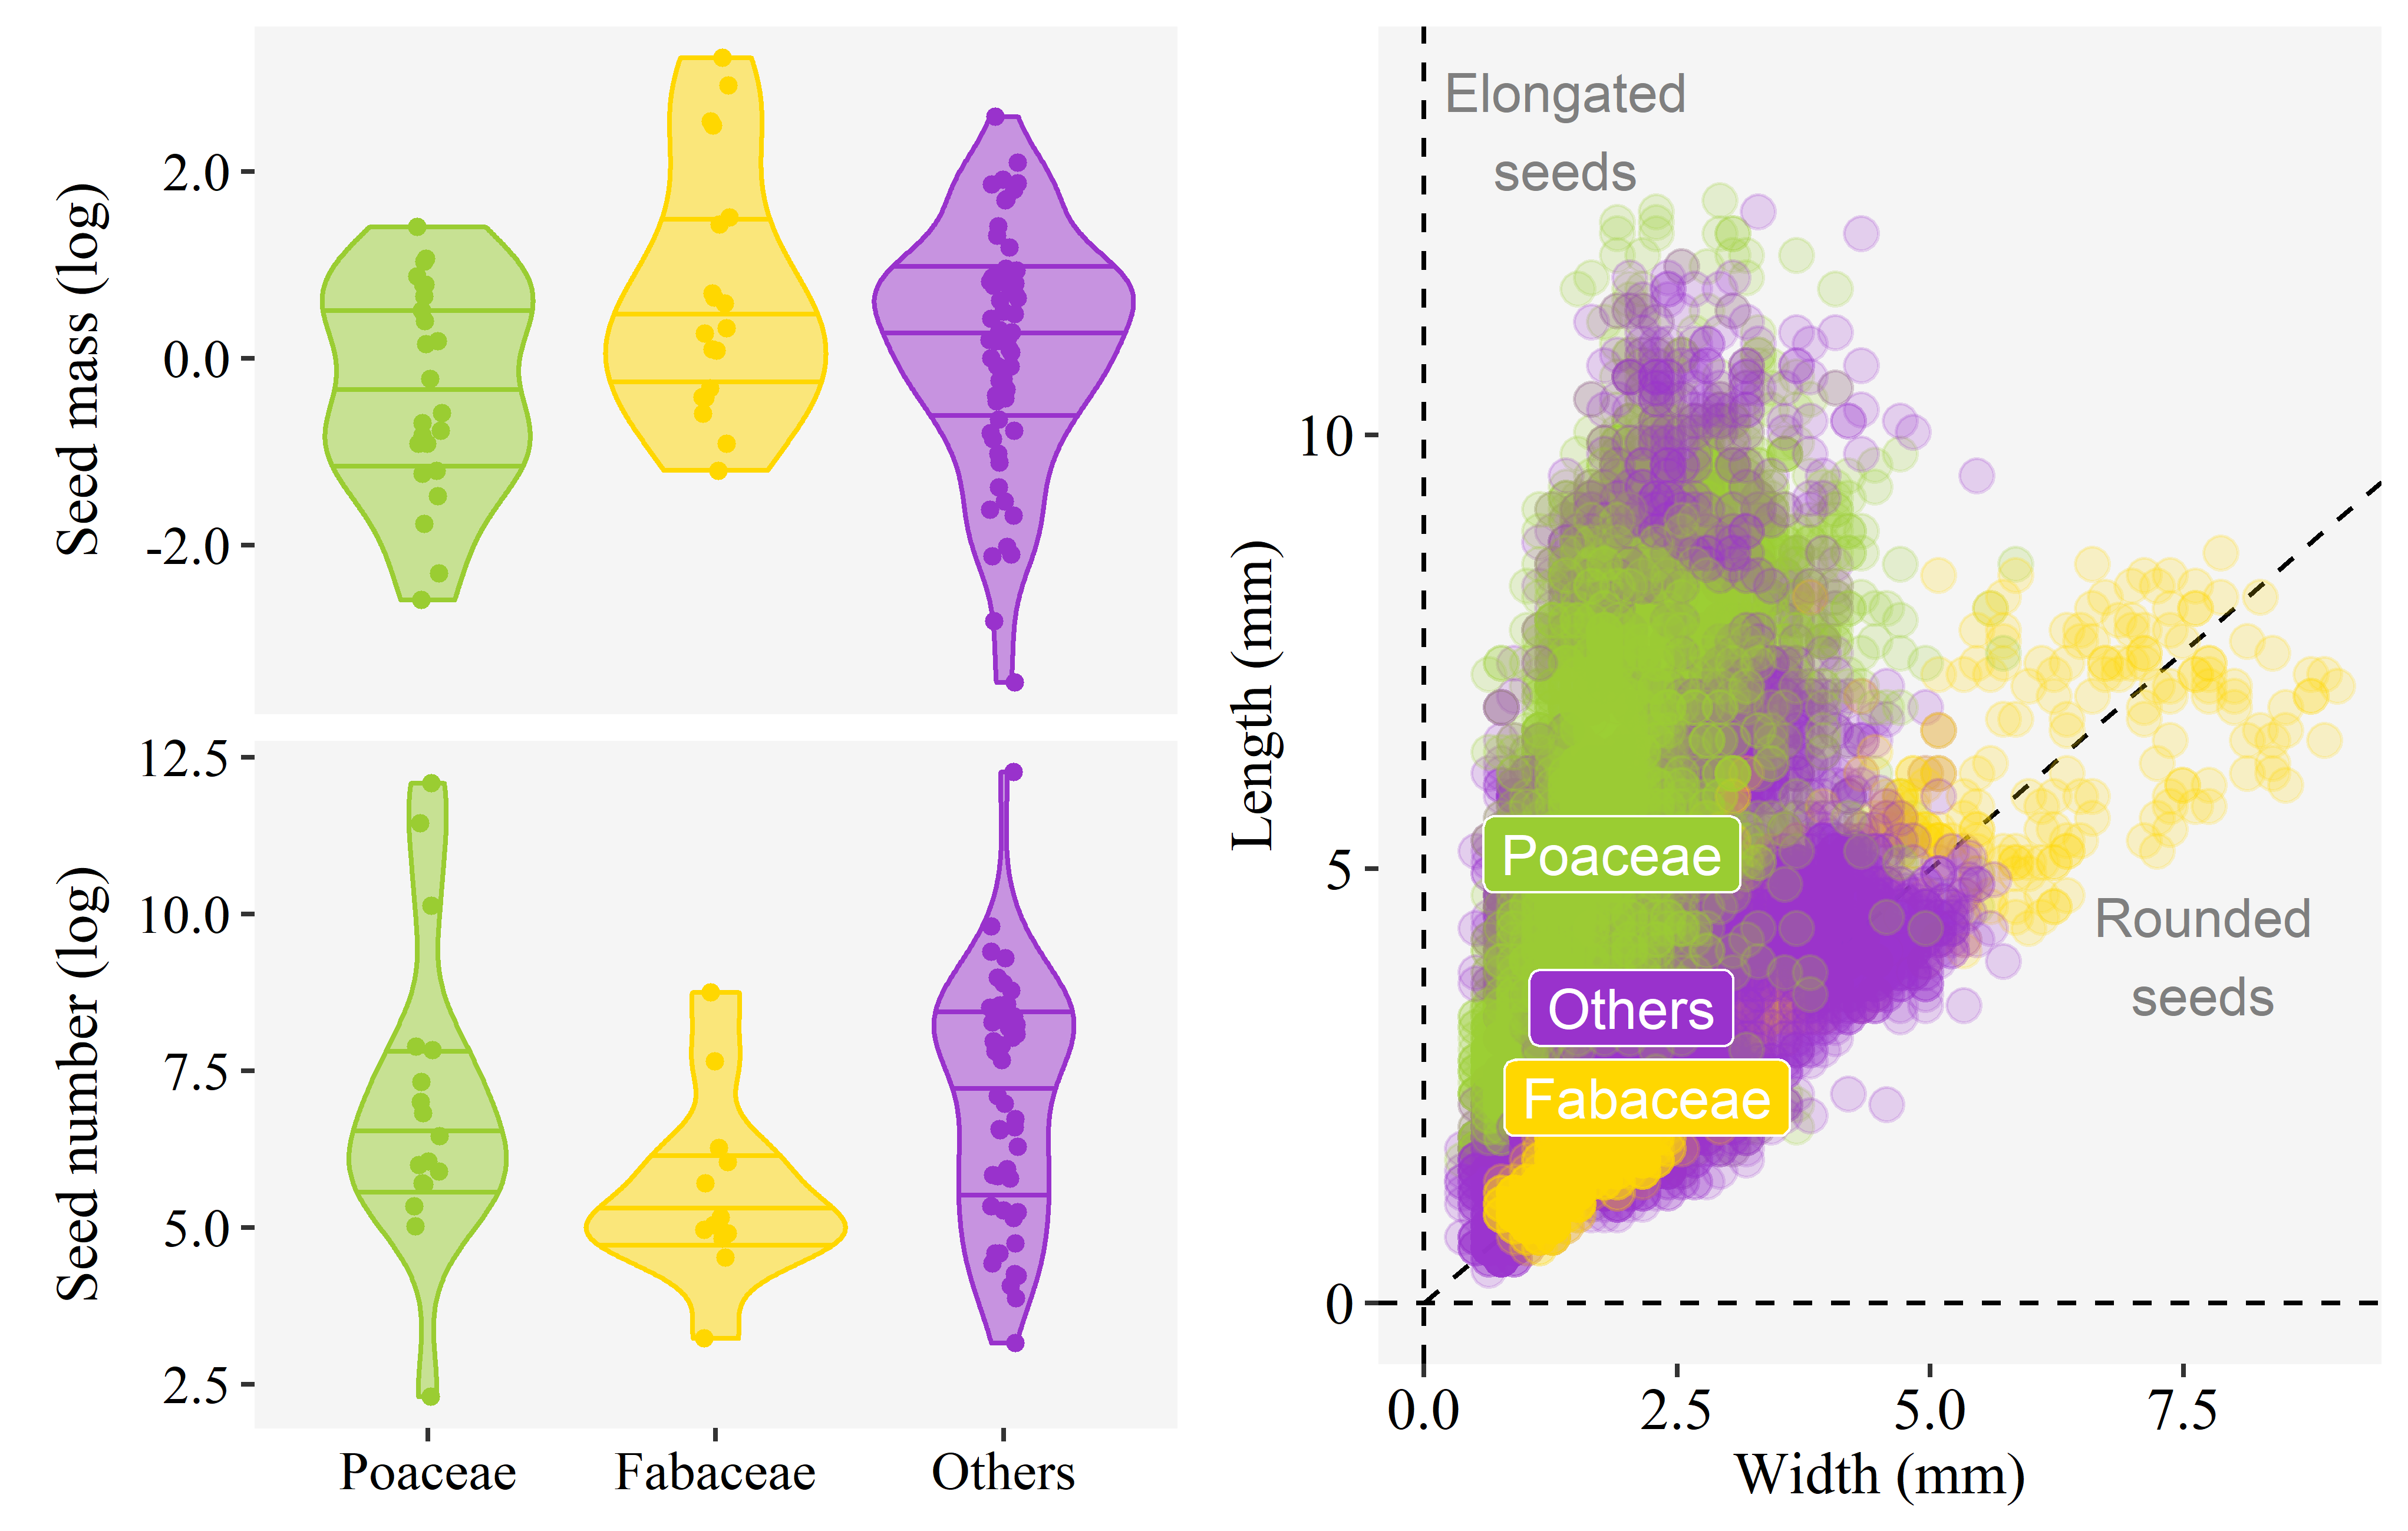 Seed mass (log)
2.0
0.0
-2.0
Seed number (log)
12.5
10.0
7.5
5.0
2.5
Poaceae
Fabaceae
Others
Length (mm)
10
5
0
Elongated
seeds
Poaceae
Others
Fabaceae
Rounded
seeds
0.0
2.5
5.0
7.5
Width (mm)